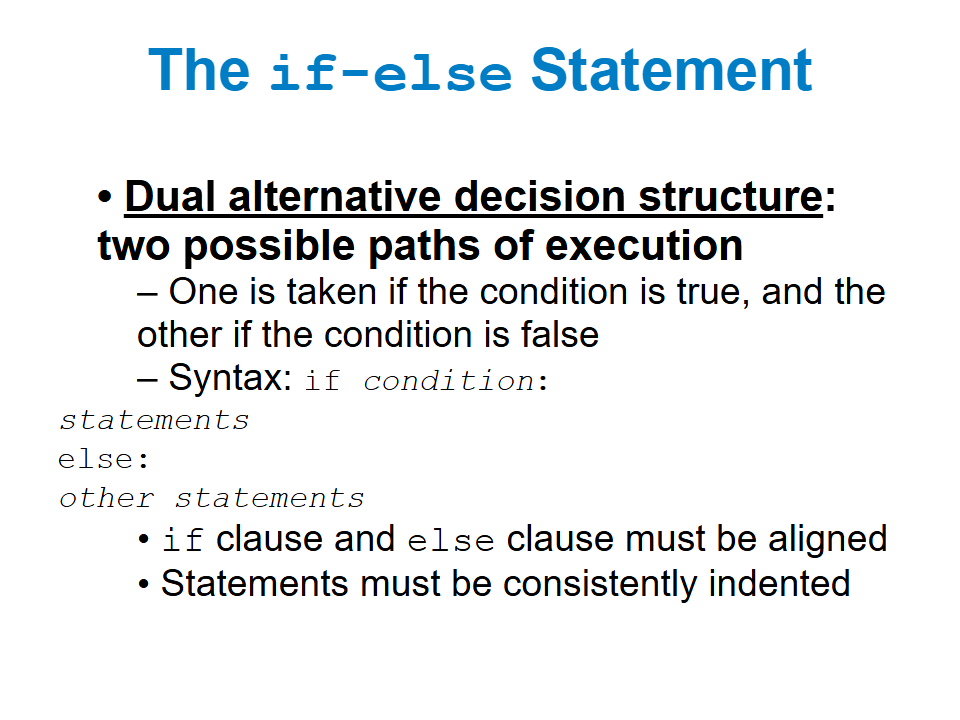 The if-else Statement
• Dual alternative decision structure:
two possible paths of execution
– One is taken if the condition is true, and the
other if the condition is false
– Syntax: if condition:
statements
else:
other statements
• if clause and else clause must be aligned
• Statements must be consistently indented